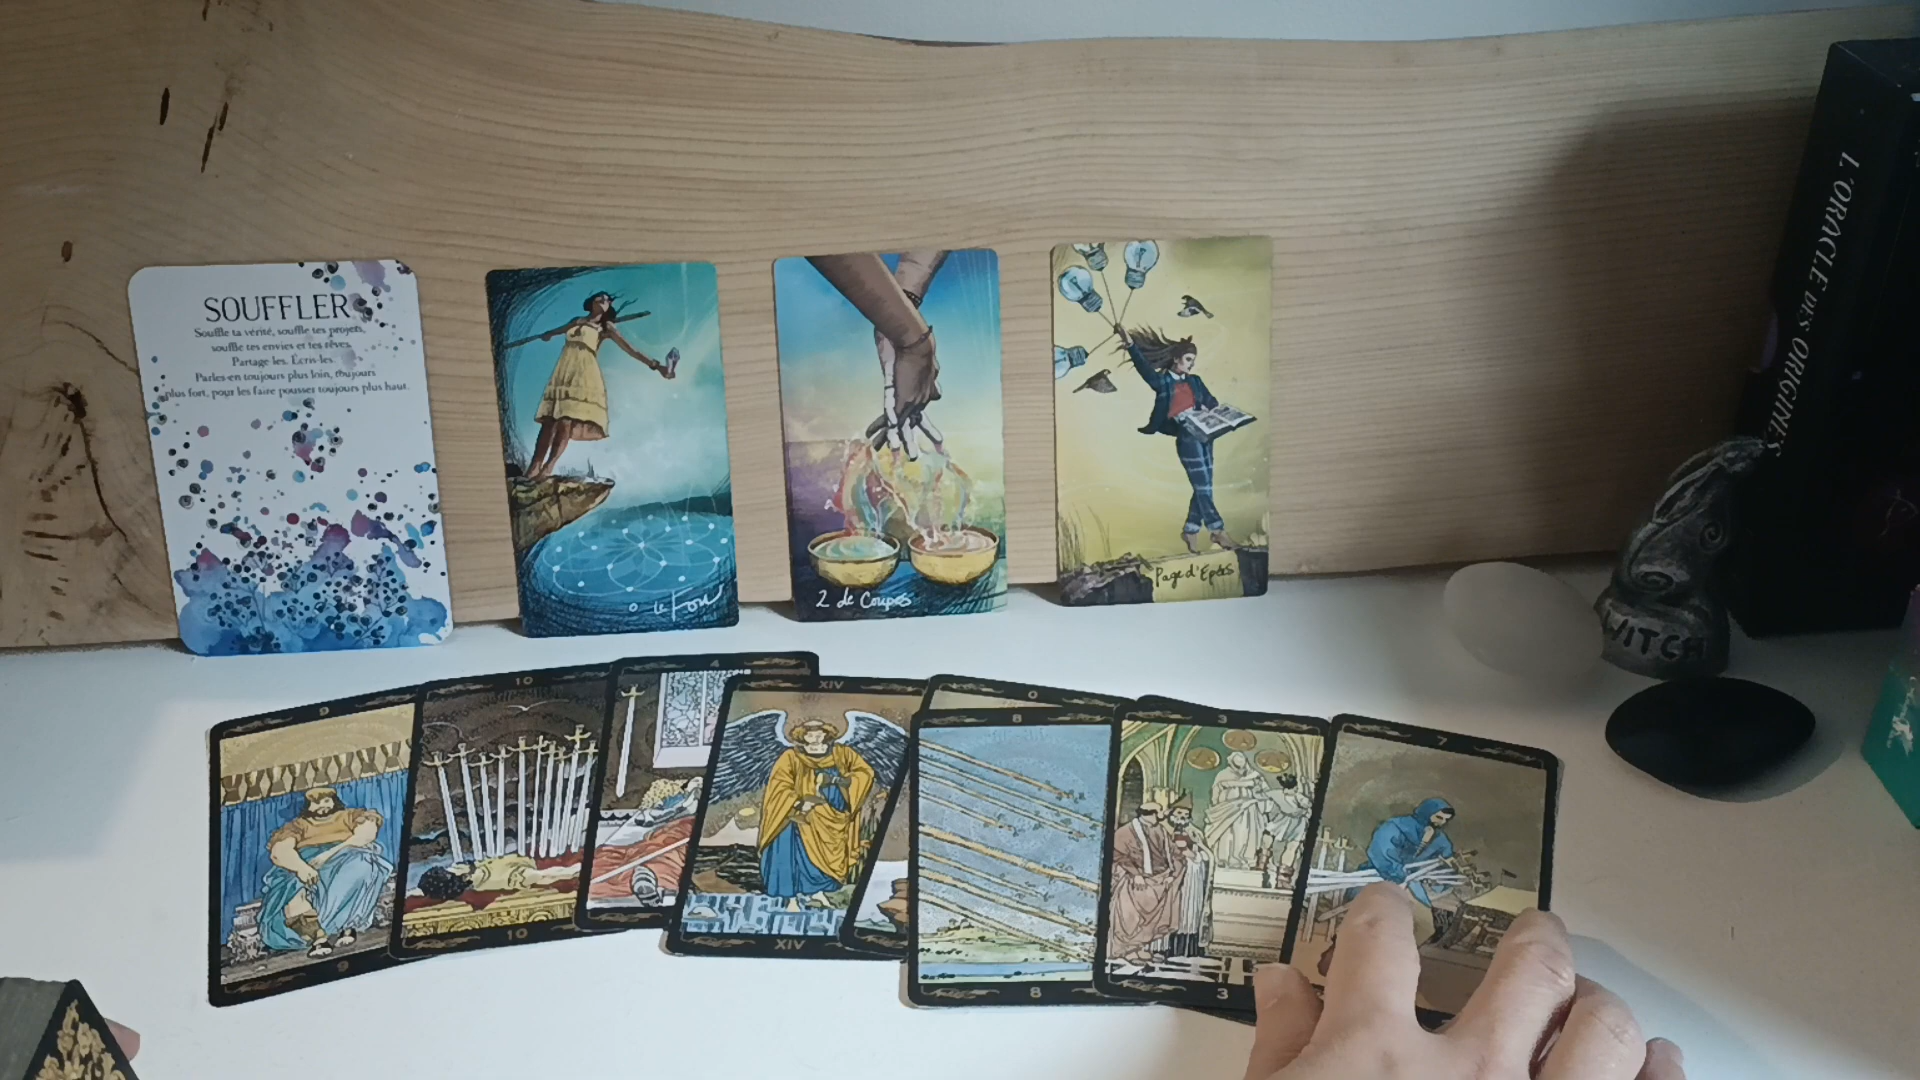 SOUFFLER
Souffle ta vérité, souffle tes projets,
souffle tes envies et tes rêves.
Partage-les. Écris-les.
Parles-en toujours plus loin, toujours
plus fort, pour les faire pousser toujours plus haut.
0 Le Fou
2 de Coupes
Page d'Epées
L'ORACLE DES ORIGINES
WITCH
9
9
10
10
4
XIV
XIV
0
8
8
3
3
7